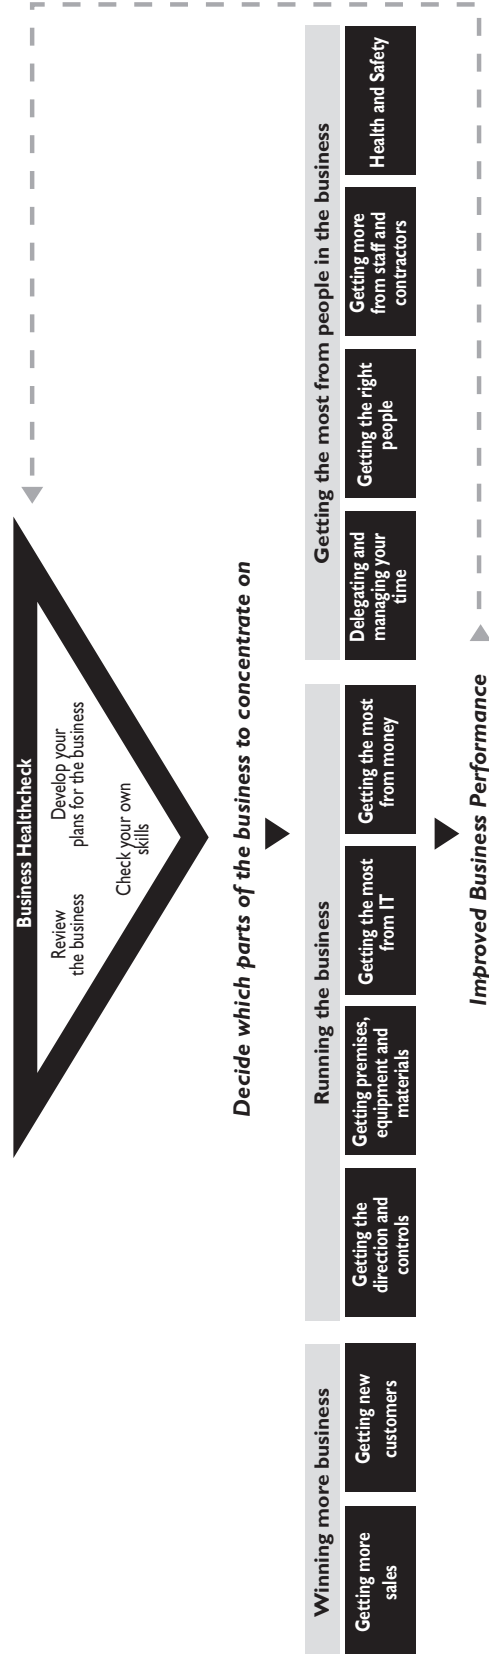 Business Healthcheck
Review
the business
Develop your
plans for the business
Check your own
skills
Decide which parts of the business to concentrate on
Winning more business
Getting more
sales
Getting new
customers
Running the business
Getting the
direction and
controls
Getting premises,
equipment and
materials
Getting the most
from IT
Getting the most
from money
Getting the most from people in the business
Delegating and
managing your
time
Getting the right
people
Getting more
from staff and
contractors
Health and Safety
Improved Business Performance